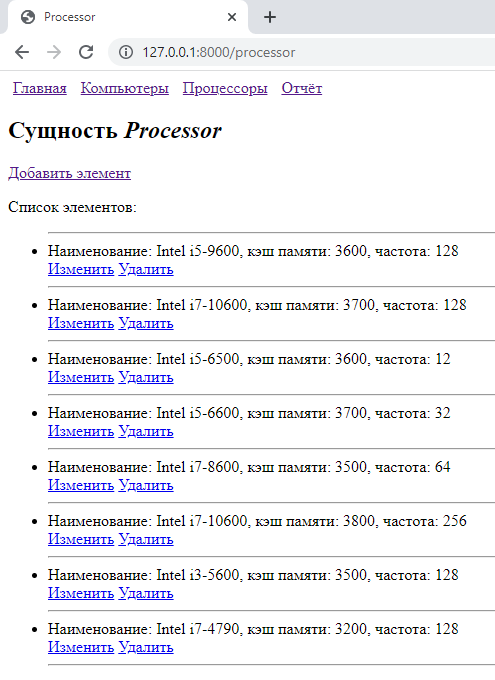 Processor
127.0.0.1:8000/processor
Главная Компьютеры Процессоры Отчёт
Сущность Processor
Добавить элемент
Список элементов:
Наименование: Intel i5-9600, кэш памяти: 3600, частота: 128
Изменить Удалить
Наименование: Intel i7-10600, кэш памяти: 3700, частота: 128
Изменить Удалить
Наименование: Intel i5-6500, кэш памяти: 3600, частота: 12
Изменить Удалить
Наименование: Intel i5-6600, кэш памяти: 3700, частота: 32
Изменить Удалить
Наименование: Intel i7-8600, кэш памяти: 3500, частота: 64
Изменить Удалить
Наименование: Intel i7-10600, кэш памяти: 3800, частота: 256
Изменить Удалить
Наименование: Intel i3-5600, кэш памяти: 3500, частота: 128
Изменить Удалить
Наименование: Intel i7-4790, кэш памяти: 3200, частота: 128
Изменить Удалить